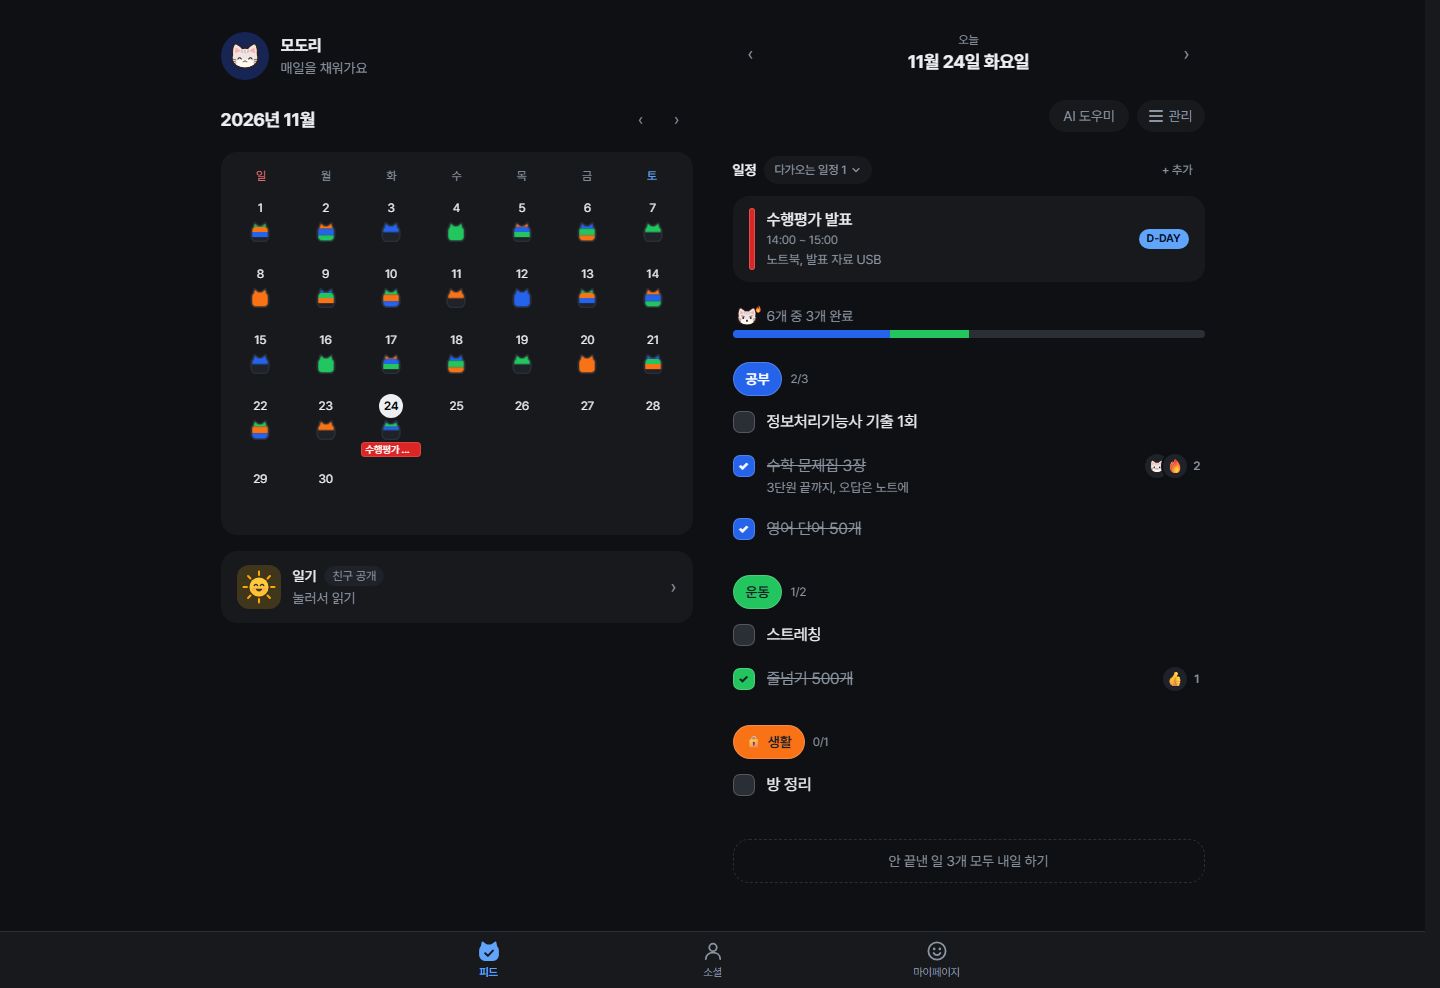 모도리
매일을 채워가요
2026년 11월
일 월 화 수 목 금 토
1 2 3 4 5 6 7
8 9 10 11 12 13 14
15 16 17 18 19 20 21
22 23 24 25 26 27 28
수행평가 ...
29 30
일기 친구 공개
눌러서 읽기
오늘
11월 24일 화요일
AI 도우미 관리
일정 다가오는 일정 1 + 추가
수행평가 발표
14:00 ~ 15:00
노트북, 발표 자료 USB
D-DAY
6개 중 3개 완료
공부 2/3
정보처리기능사 기출 1회
수학 문제집 3장 2
3단원 끝까지, 오답은 노트에
영어 단어 50개
운동 1/2
스트레칭
줄넘기 500개 1
생활 0/1
방 정리
안 끝낸 일 3개 모두 내일 하기
피드 소셜 마이페이지